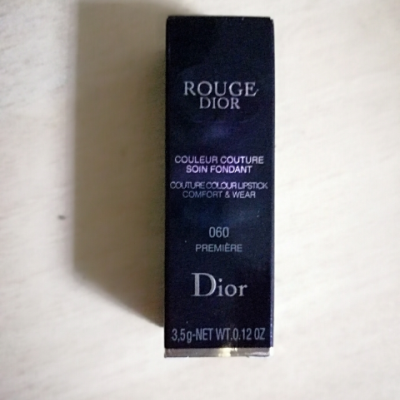 ROUGE
DIOR
COULEUR COUTURE
SOIN FONDANT
COUTURE COLOUR LIPSTICK
COMFORT & WEAR
060
PREMIÈRE
Dior
3,5g-NET WT.0.12 OZ